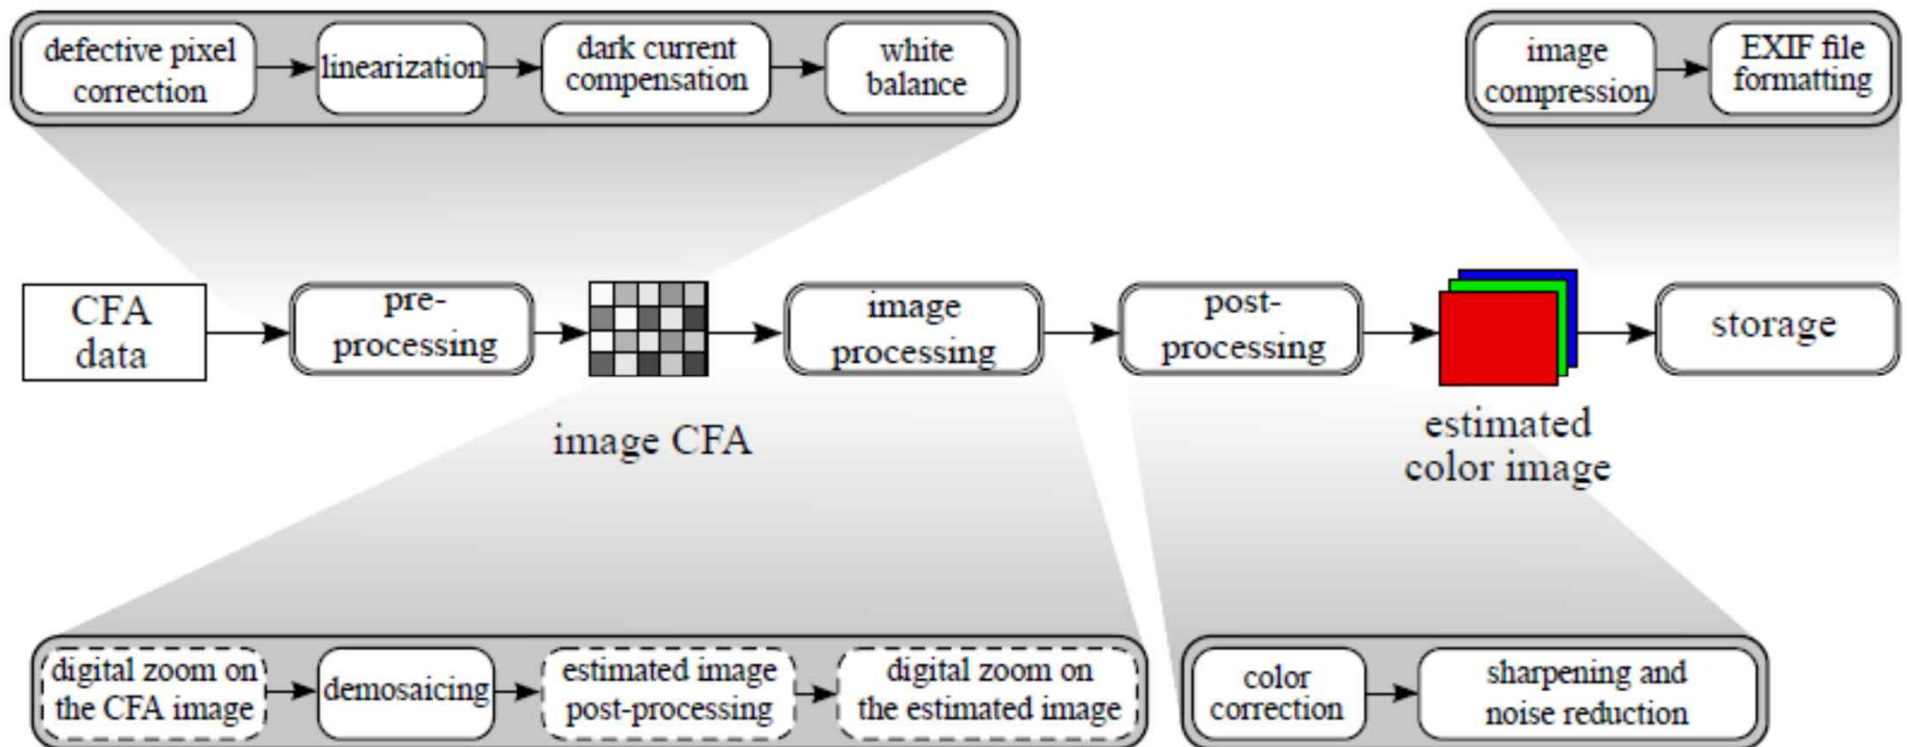 defective pixel
correction
linearization
dark current
compensation
white
balance
image
compression
EXIF file
formatting
CFA
data
pre-
processing
image
processing
post-
processing
storage
image CFA
estimated
color image
digital zoom on
the CFA image
demosaicing
estimated image
post-processing
digital zoom on
the estimated image
color
correction
sharpening and
noise reduction